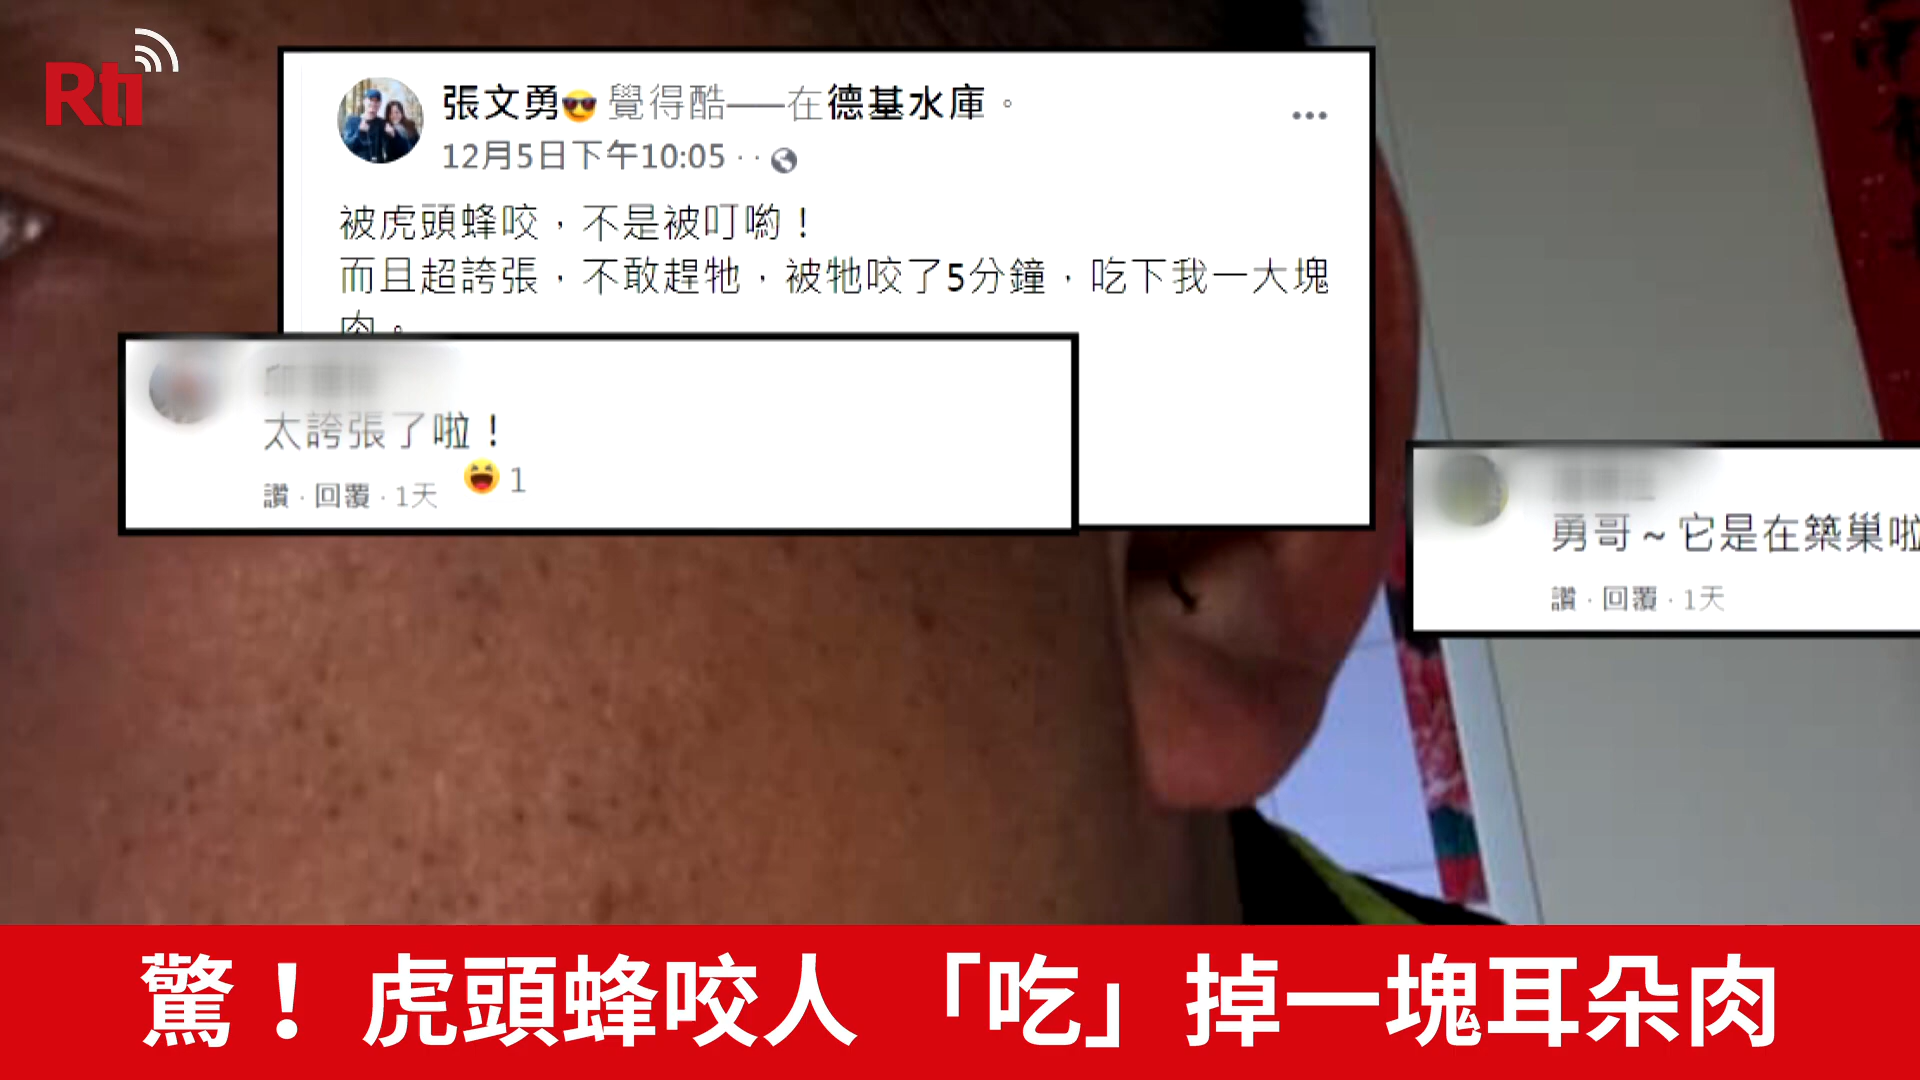 Rti
張文勇😎 覺得酷——在德基水庫。
12月5日下午10:05
被虎頭蜂咬，不是被叮喲！
而且超誇張，不敢趕牠，被牠咬了5分鐘，吃下我一大塊
肉。
太誇張了啦！
讚 · 回覆 · 1天 😆 1
勇哥～它是在築巢啦
讚 · 回覆 · 1天
驚！虎頭蜂咬人「吃」掉一塊耳朵肉